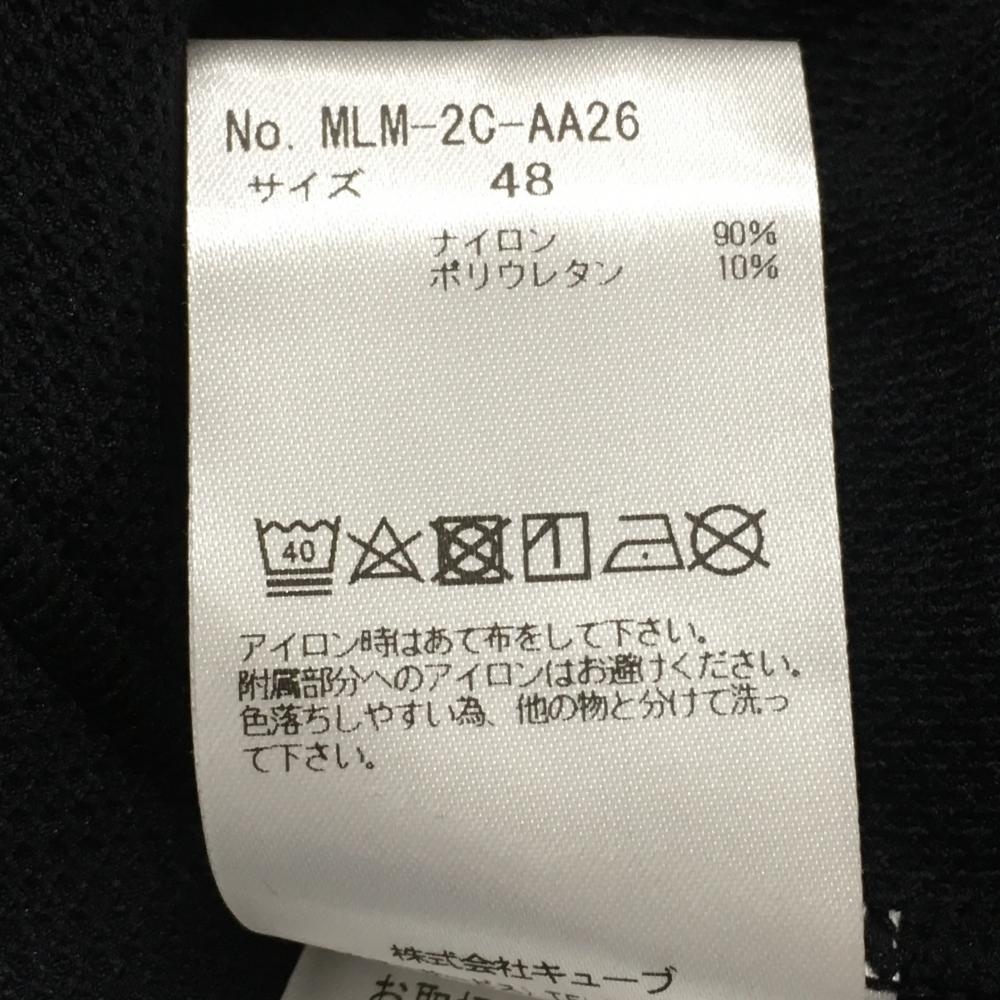 No. MLM-2C-AA26
サイズ 48
ナイロン 90%
ポリウレタン 10%
40
アイロン時はあて布をして下さい。
附属部分へのアイロンはお避けください。
色落ちしやすい為、他の物と分けて洗っ
て下さい。
株式会社キューブ